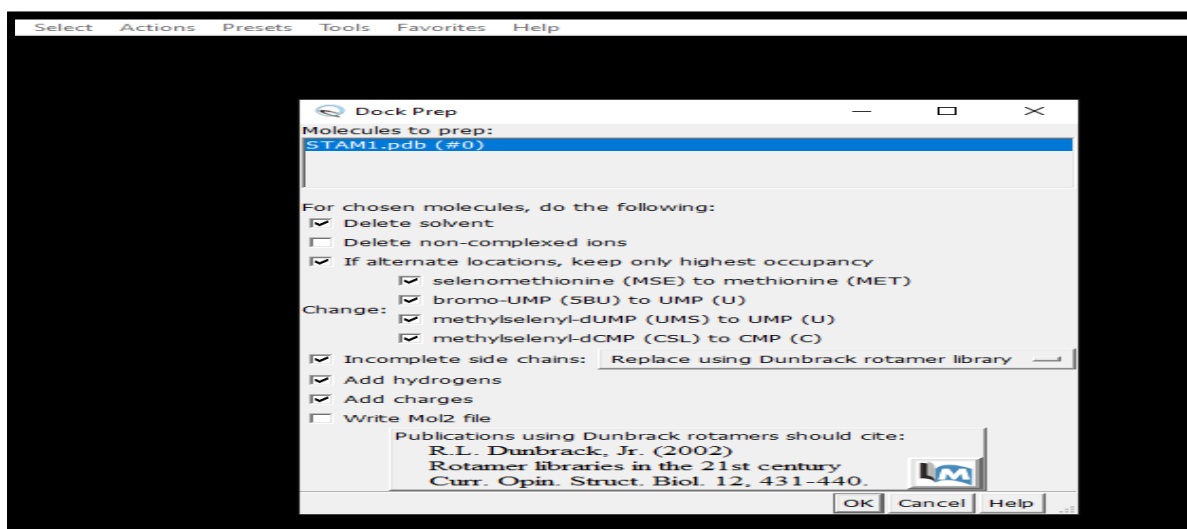 Select Actions Presets Tools Favorites Help
Dock Prep
Molecules to prep:
STAM1.pdb (#0)
For chosen molecules, do the following:
Delete solvent
Delete non-complexed ions
If alternate locations, keep only highest occupancy
selenomethionine (MSE) to methionine (MET)
bromo-UMP (5BU) to UMP (U)
Change:
methylselenyl-dUMP (UMS) to UMP (U)
methylselenyl-dCMP (CSL) to CMP (C)
Incomplete side chains: Replace using Dunbrack rotamer library
Add hydrogens
Add charges
Write Mol2 file
Publications using Dunbrack rotamers should cite:
R.L. Dunbrack, Jr. (2002)
Rotamer libraries in the 21st century
Curr. Opin. Struct. Biol. 12, 431-440.
OK Cancel Help